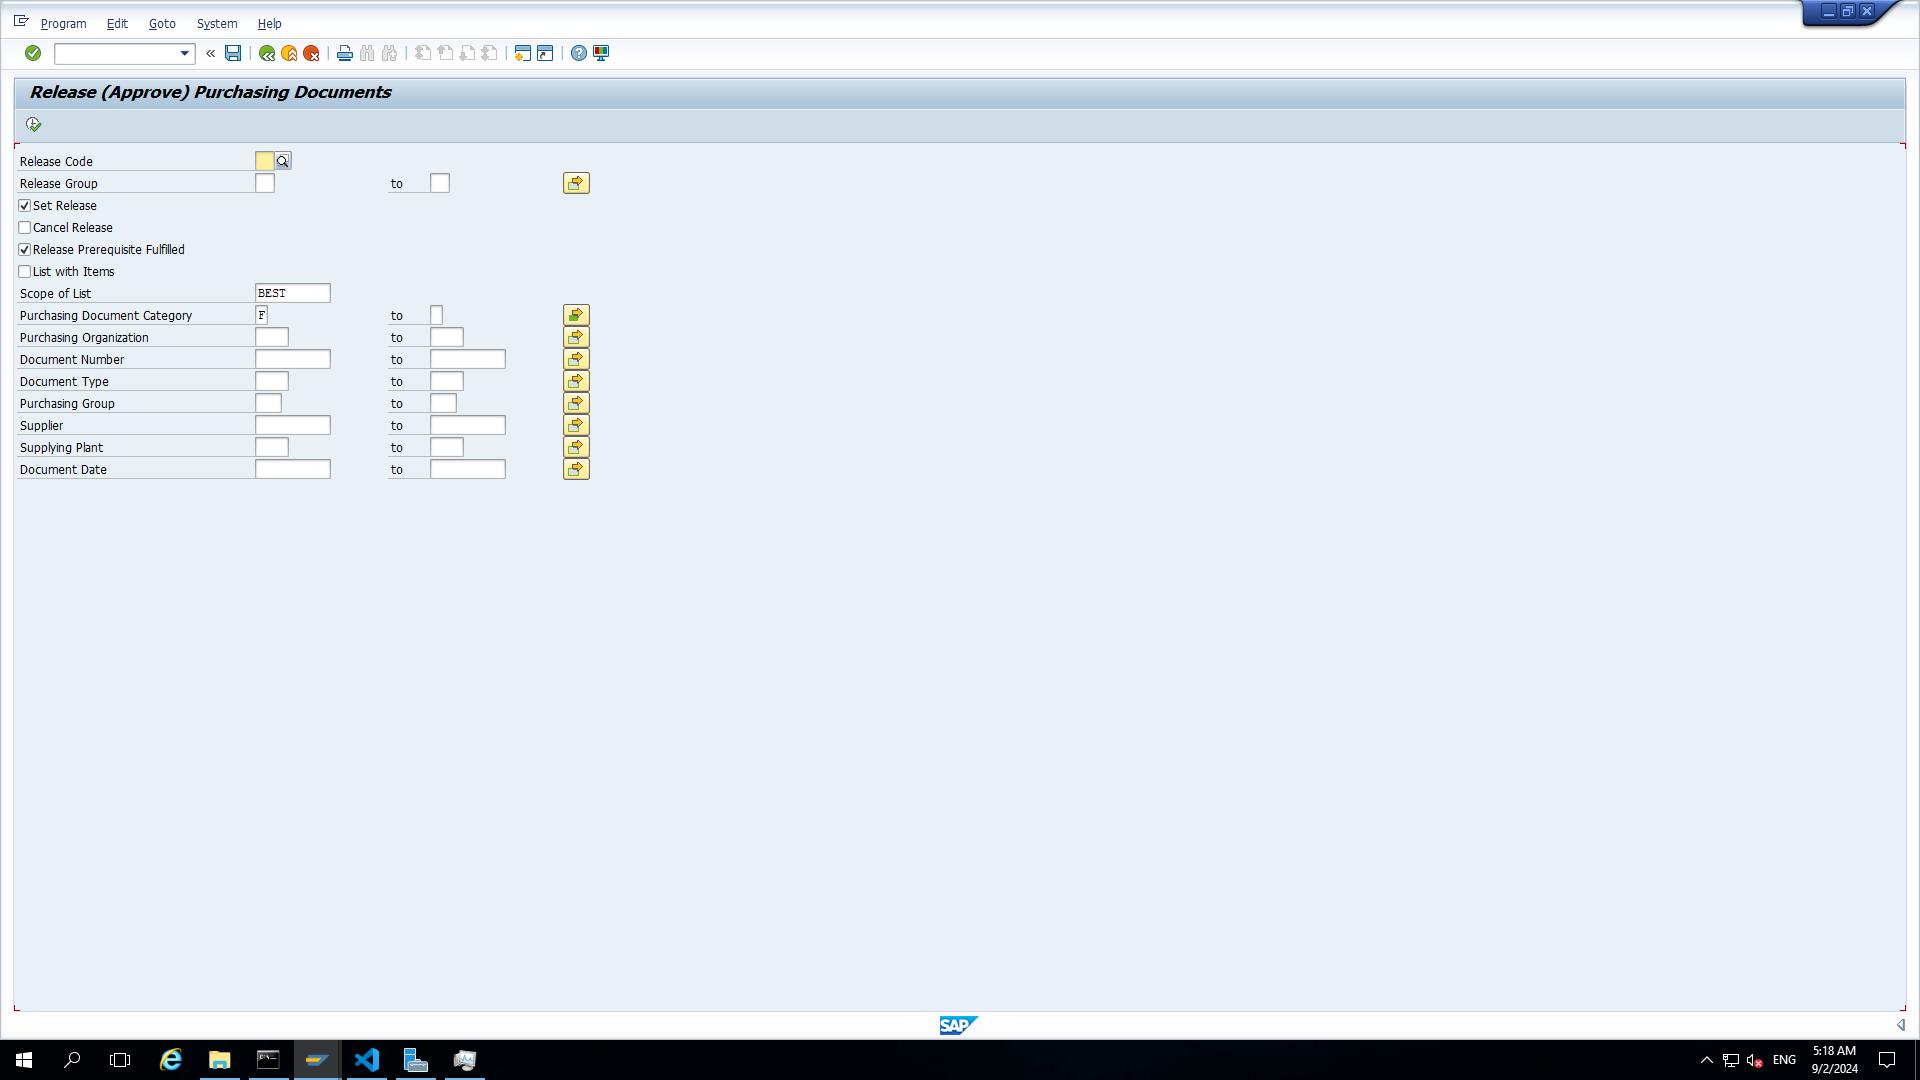 Program Edit Goto System Help
Release (Approve) Purchasing Documents
Release Code
Release Group to
Set Release
Cancel Release
Release Prerequisite Fulfilled
List with Items
Scope of List BEST
Purchasing Document Category F to
Purchasing Organization to
Document Number to
Document Type to
Purchasing Group to
Supplier to
Supplying Plant to
Document Date to
SAP
ENG
5:18 AM
9/2/2024